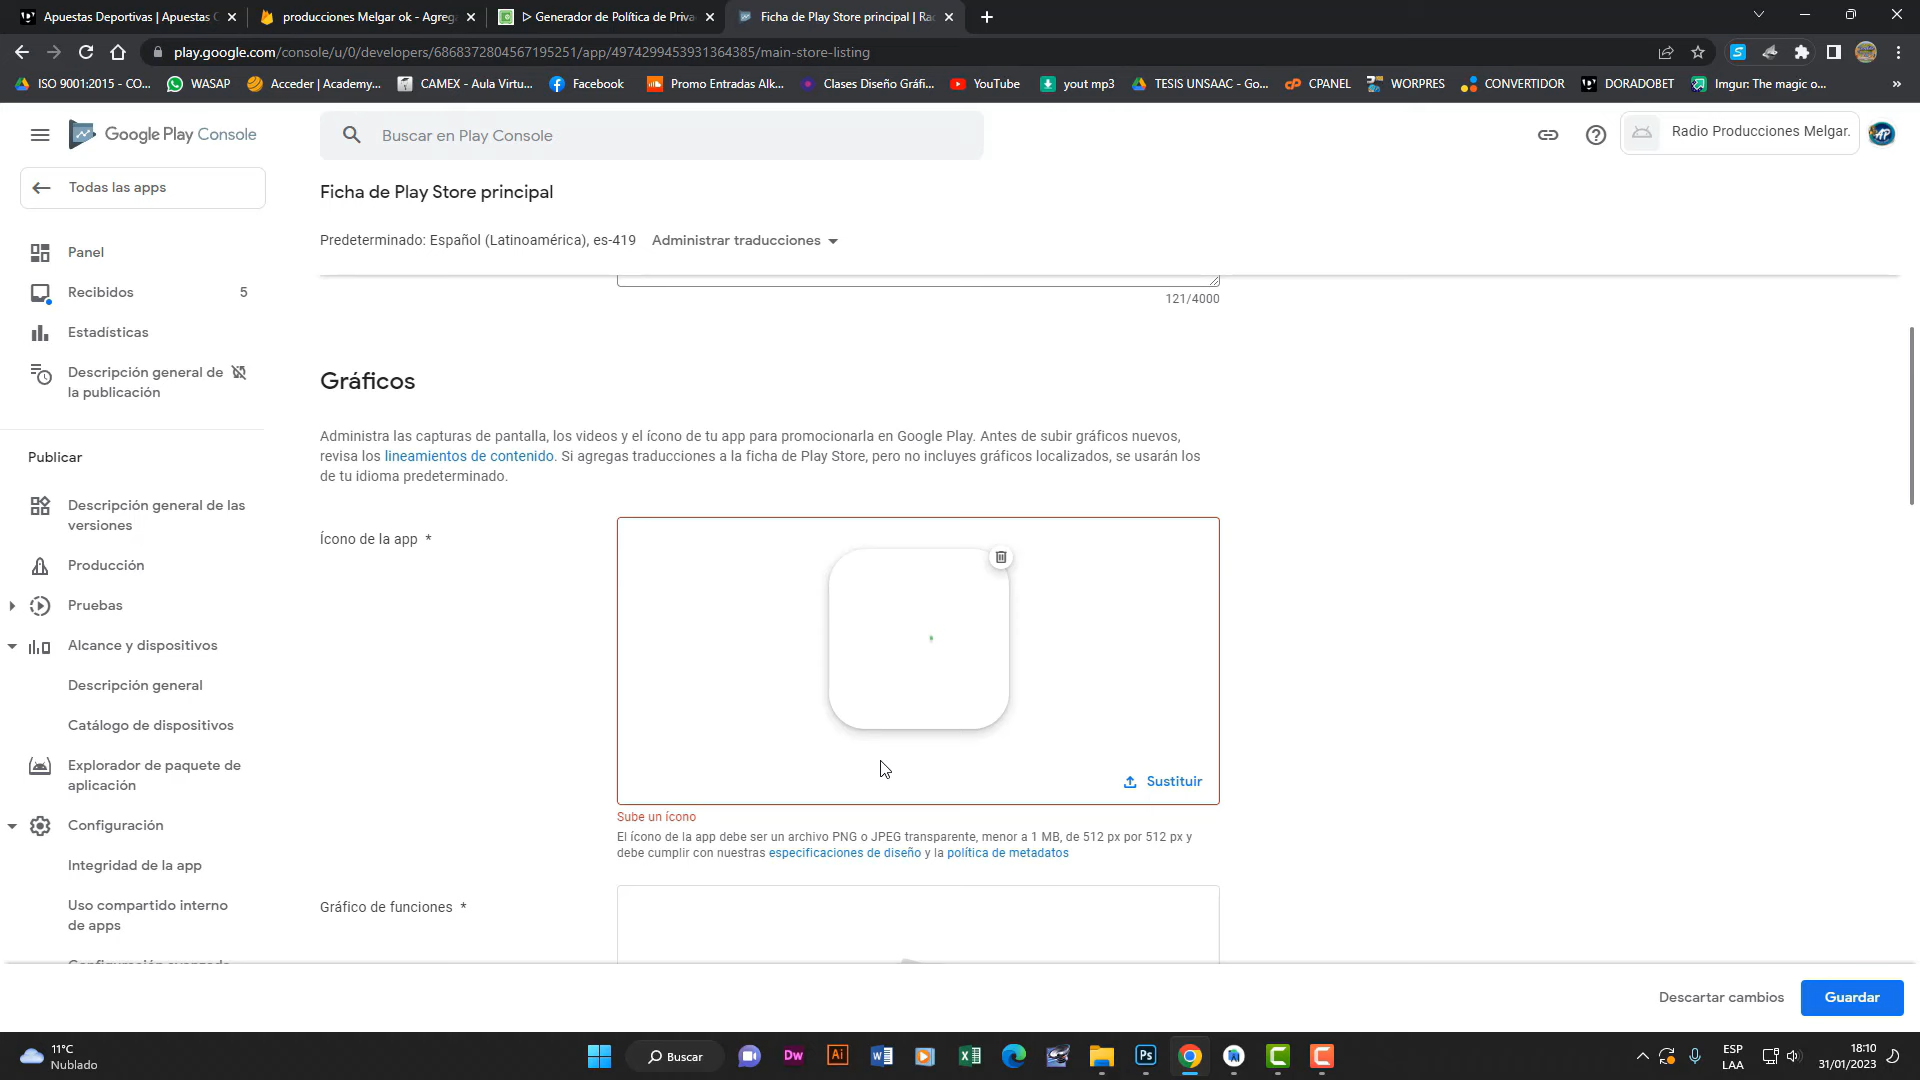 Apuestas Deportivas | Apuestas
producciones Melgar ok - Agreg
ᐅ Generador de Política de Priva
Ficha de Play Store principal | Ra
play.google.com/console/u/0/developers/6868372804567195251/app/4974299453931364385/main-store-listing
ISO 9001:2015 - CO...
WASAP
Acceder | Academy...
CAMEX - Aula Virtu...
Facebook
Promo Entradas Alk...
Clases Diseño Gráfi...
YouTube
yout mp3
TESIS UNSAAC - Go...
CPANEL
WORPRES
CONVERTIDOR
DORADOBET
Imgur: The magic o...
»
Google Play Console
Buscar en Play Console
Radio Producciones Melgar.
Todas las apps
Ficha de Play Store principal
Predeterminado: Español (Latinoamérica), es-419
Administrar traducciones
Panel
Recibidos 5
Estadísticas
Descripción general de
la publicación
Publicar
Descripción general de las
versiones
Producción
Pruebas
Alcance y dispositivos
Descripción general
Catálogo de dispositivos
Explorador de paquete de
aplicación
Configuración
Integridad de la app
Uso compartido interno
de apps
Configuración avanzada
121/4000
Gráficos
Administra las capturas de pantalla, los videos y el ícono de tu app para promocionarla en Google Play. Antes de subir gráficos nuevos,
revisa los lineamientos de contenido. Si agregas traducciones a la ficha de Play Store, pero no incluyes gráficos localizados, se usarán los
de tu idioma predeterminado.
Ícono de la app *
Sustituir
Sube un ícono
El ícono de la app debe ser un archivo PNG o JPEG transparente, menor a 1 MB, de 512 px por 512 px y
debe cumplir con nuestras especificaciones de diseño y la política de metadatos
Gráfico de funciones *
Descartar cambios
Guardar
11°C
Nublado
Buscar
Dw
Ai
Ps
ESP
LAA
18:10
31/01/2023